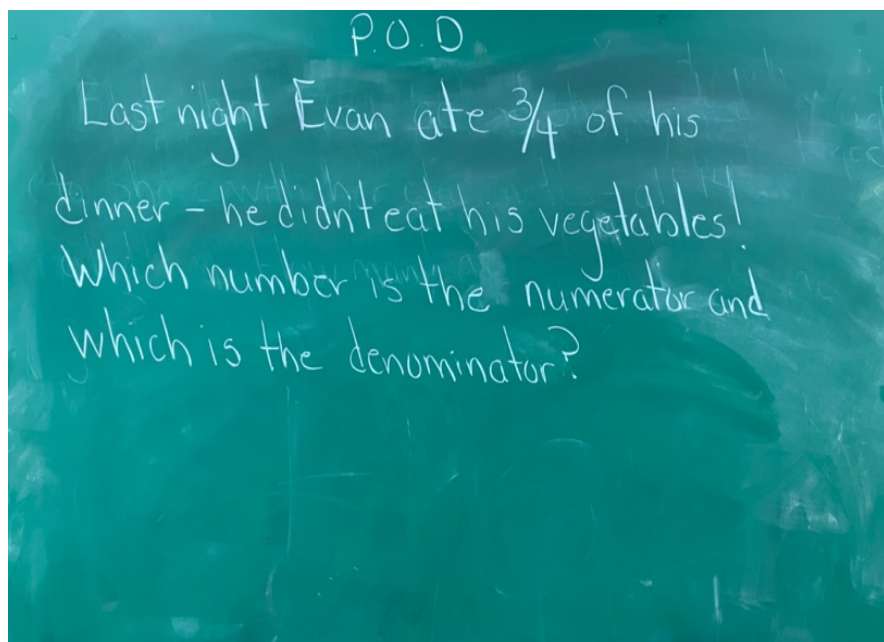 P.O.D.
Last night Evan ate 3/4 of his
dinner - he didn't eat his vegetables!
Which number is the numerator and
which is the denominator?